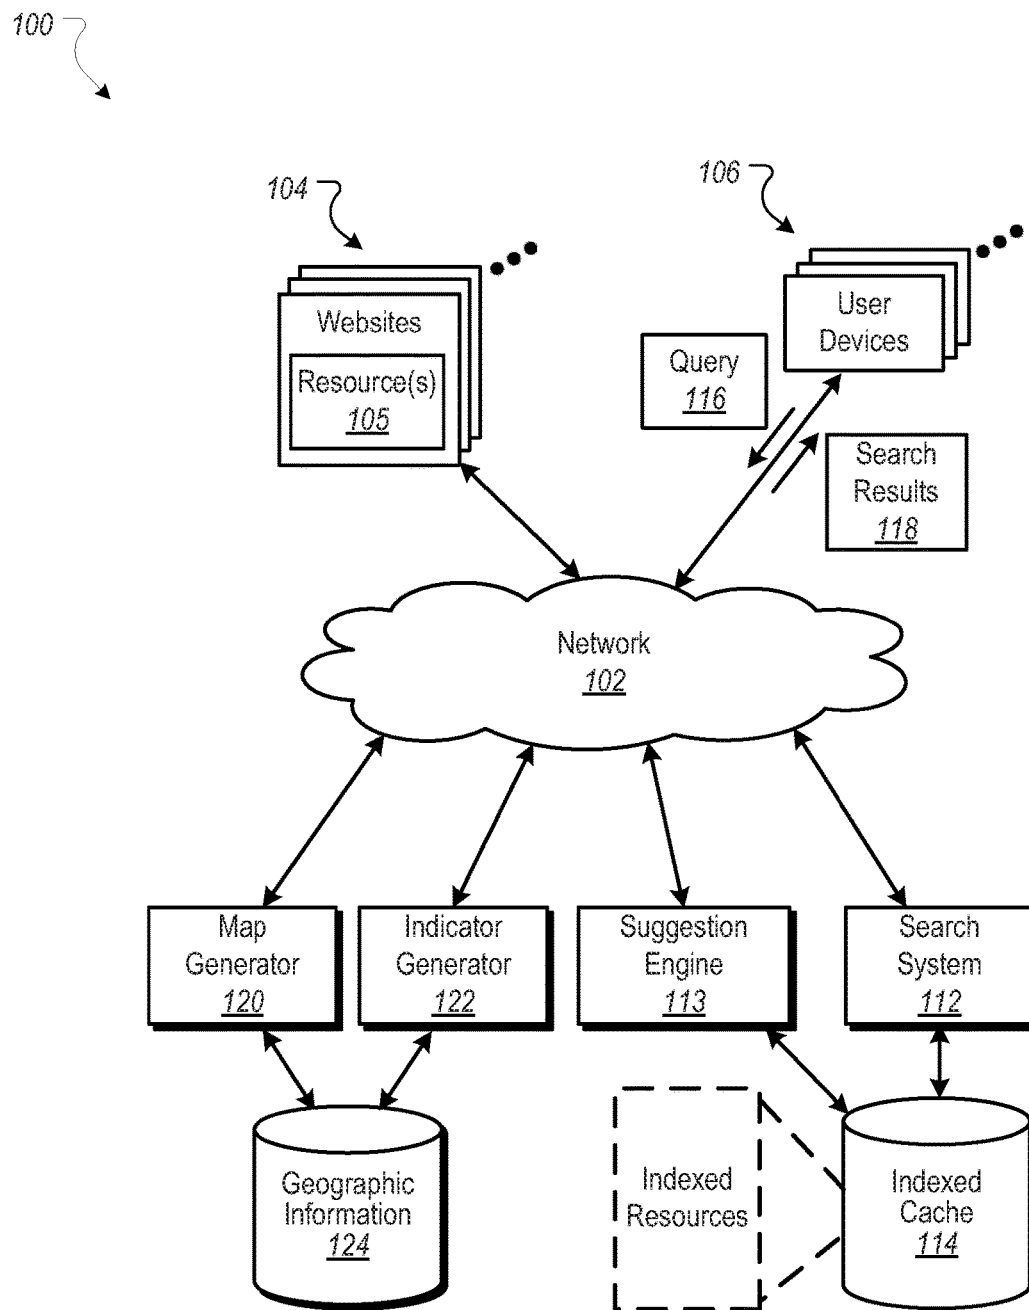 100
104
106
Websites
Resource(s)
105
User
Devices
Query
116
Search
Results
118
Network
102
Map
Generator
120
Indicator
Generator
122
Suggestion
Engine
113
Search
System
112
Geographic
Information
124
Indexed
Resources
Indexed
Cache
114